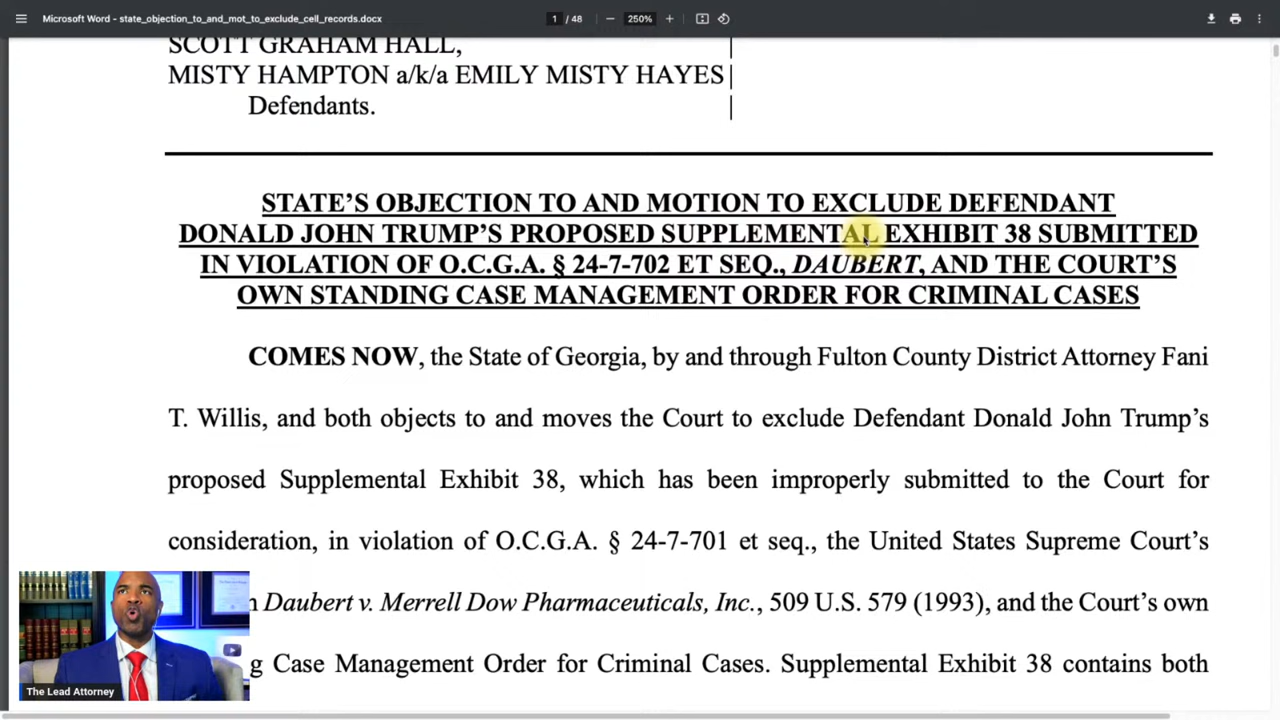 Microsoft Word - state_objection_to_and_mot_to_exclude_cell_records.docx
1 / 48
250%
SCOTT GRAHAM HALL,
MISTY HAMPTON a/k/a EMILY MISTY HAYES
Defendants.
STATE'S OBJECTION TO AND MOTION TO EXCLUDE DEFENDANT
DONALD JOHN TRUMP'S PROPOSED SUPPLEMENTAL EXHIBIT 38 SUBMITTED
IN VIOLATION OF O.C.G.A. § 24-7-702 ET SEQ., DAUBERT, AND THE COURT'S
OWN STANDING CASE MANAGEMENT ORDER FOR CRIMINAL CASES
COMES NOW, the State of Georgia, by and through Fulton County District Attorney Fani
T. Willis, and both objects to and moves the Court to exclude Defendant Donald John Trump's
proposed Supplemental Exhibit 38, which has been improperly submitted to the Court for
consideration, in violation of O.C.G.A. § 24-7-701 et seq., the United States Supreme Court's
n Daubert v. Merrell Dow Pharmaceuticals, Inc., 509 U.S. 579 (1993), and the Court's own
g Case Management Order for Criminal Cases. Supplemental Exhibit 38 contains both
The Lead Attorney